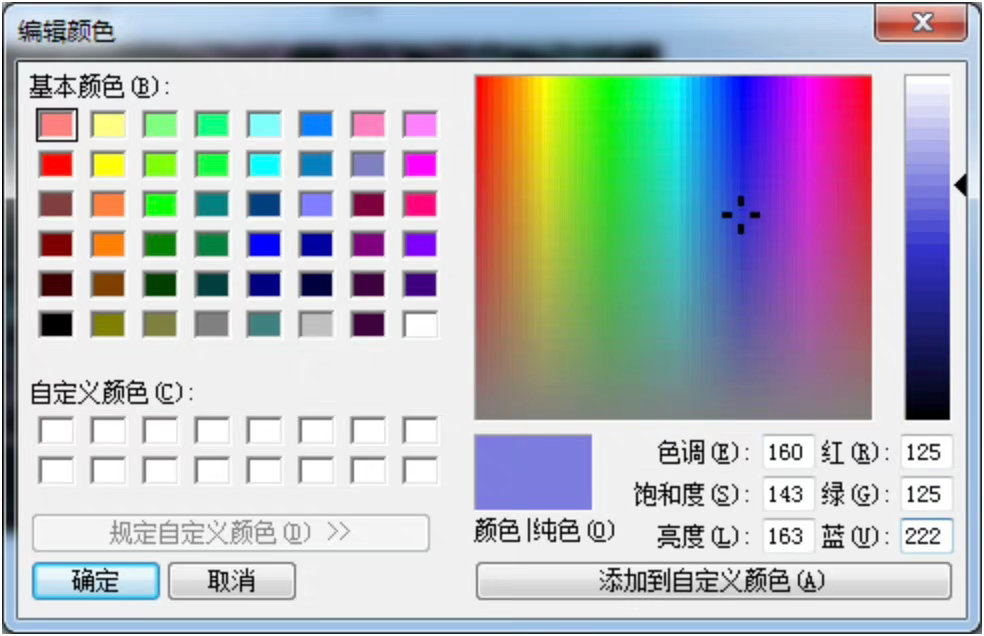 编辑颜色
基本颜色(B):
自定义颜色(C):
规定自定义颜色(D) >>
确定 取消
颜色|纯色(O)
色调(E): 160 红(R): 125
饱和度(S): 143 绿(G): 125
亮度(L): 163 蓝(U): 222
添加到自定义颜色(A)